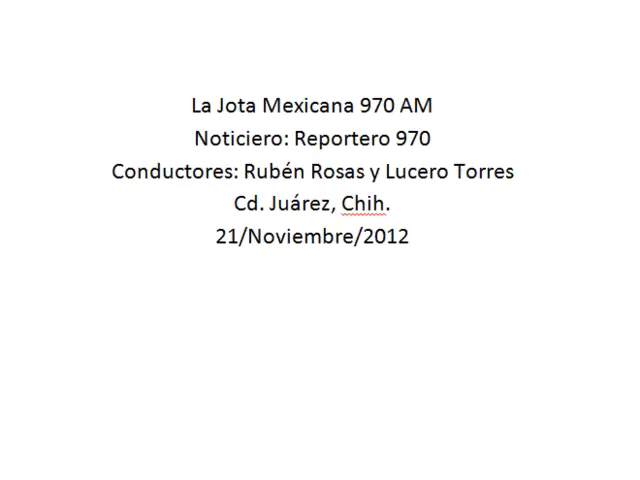 La Jota Mexicana 970 AM
Noticiero: Reportero 970
Conductores: Rubén Rosas y Lucero Torres
Cd. Juárez, Chih.
21/Noviembre/2012